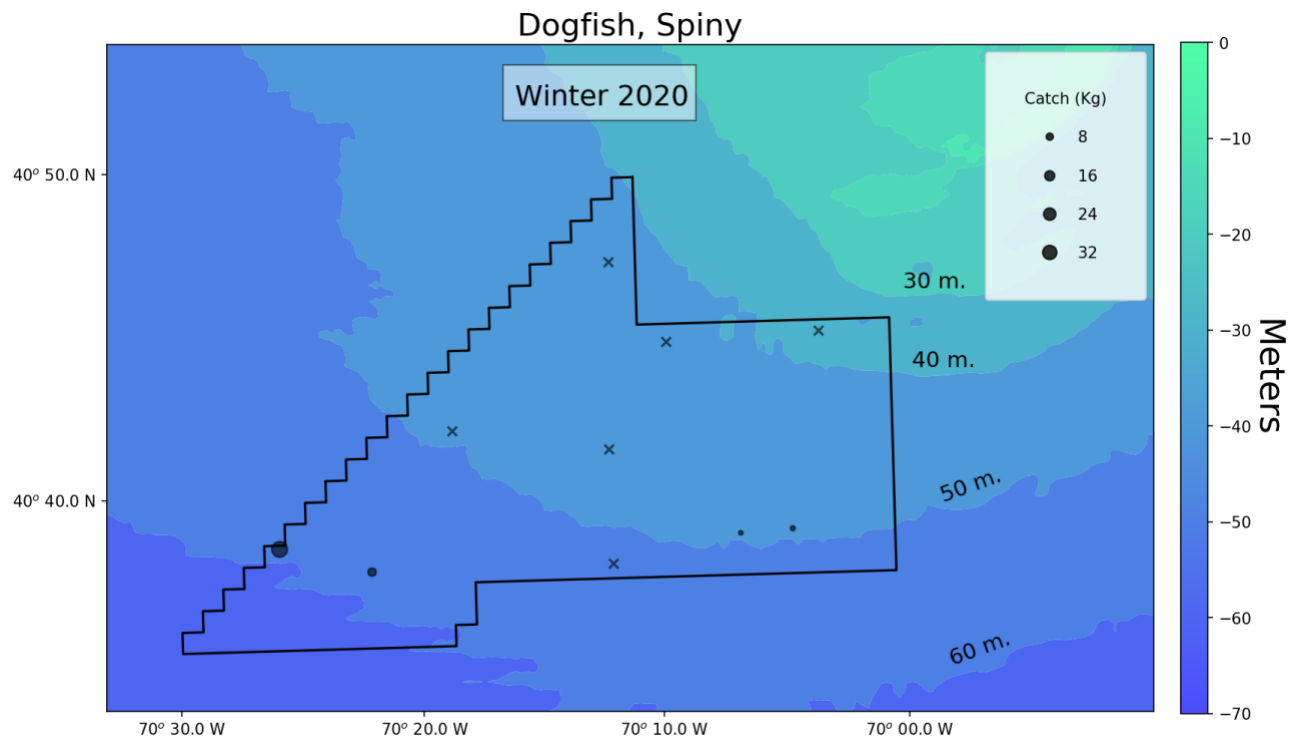 Dogfish, Spiny
Winter 2020
Catch (Kg)
8
16
24
32
30 m.
40 m.
50 m.
60 m.
40° 50.0 N
40° 40.0 N
70° 30.0 W
70° 20.0 W
70° 10.0 W
70° 00.0 W
0
−10
−20
−30
−40
−50
−60
−70
Meters